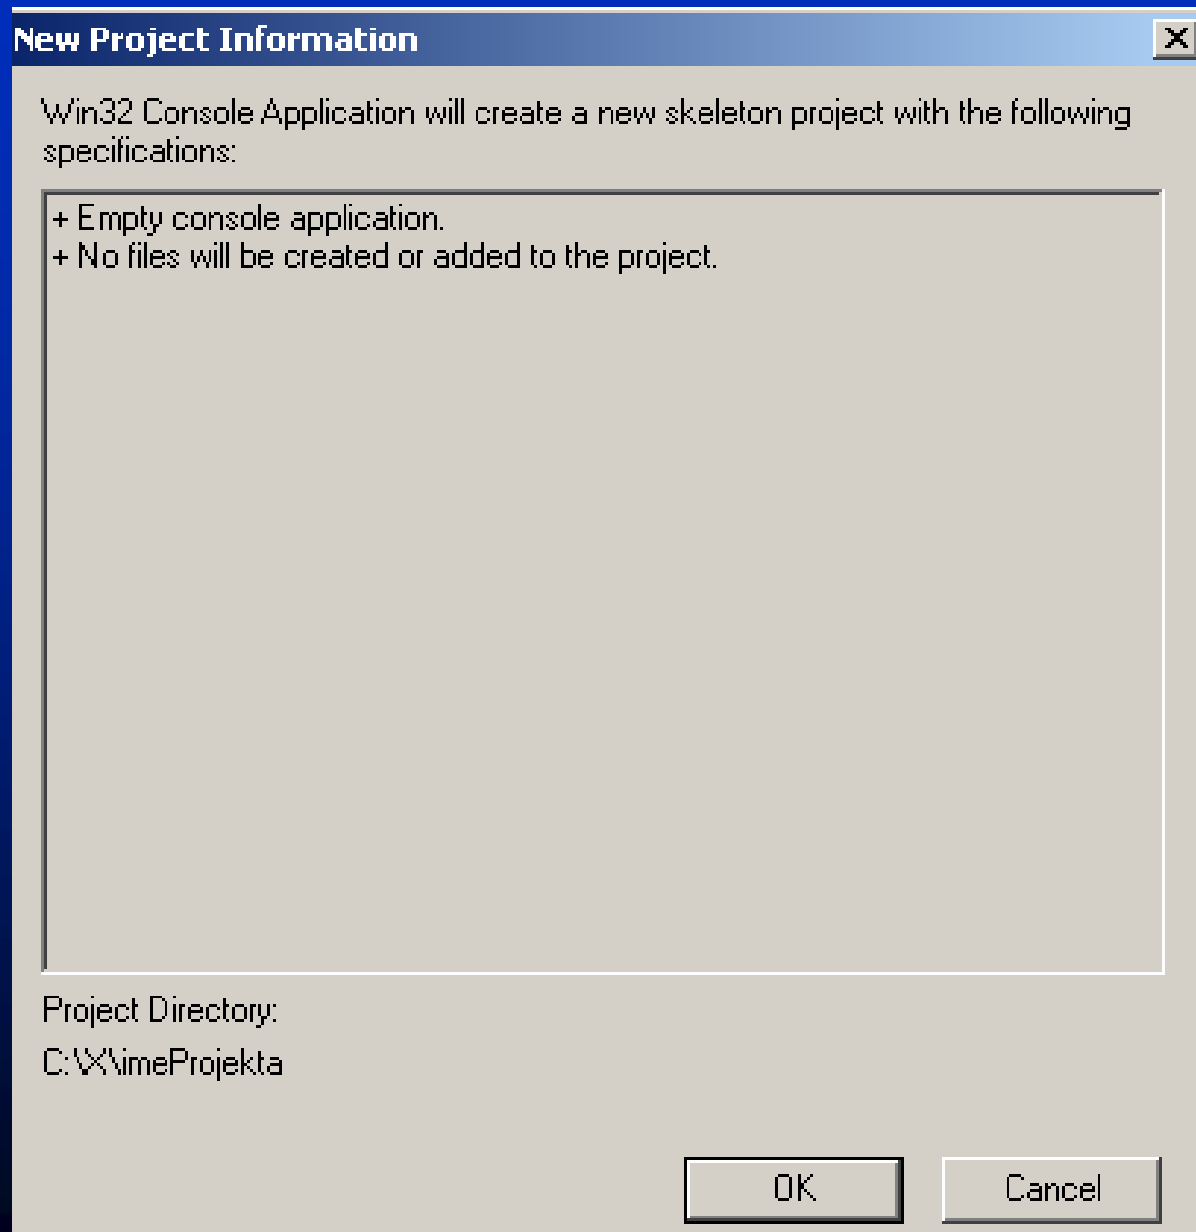 New Project Information
Win32 Console Application will create a new skeleton project with the following
specifications:
+ Empty console application.
+ No files will be created or added to the project.
Project Directory:
C:\X\imeProjekta
OK
Cancel